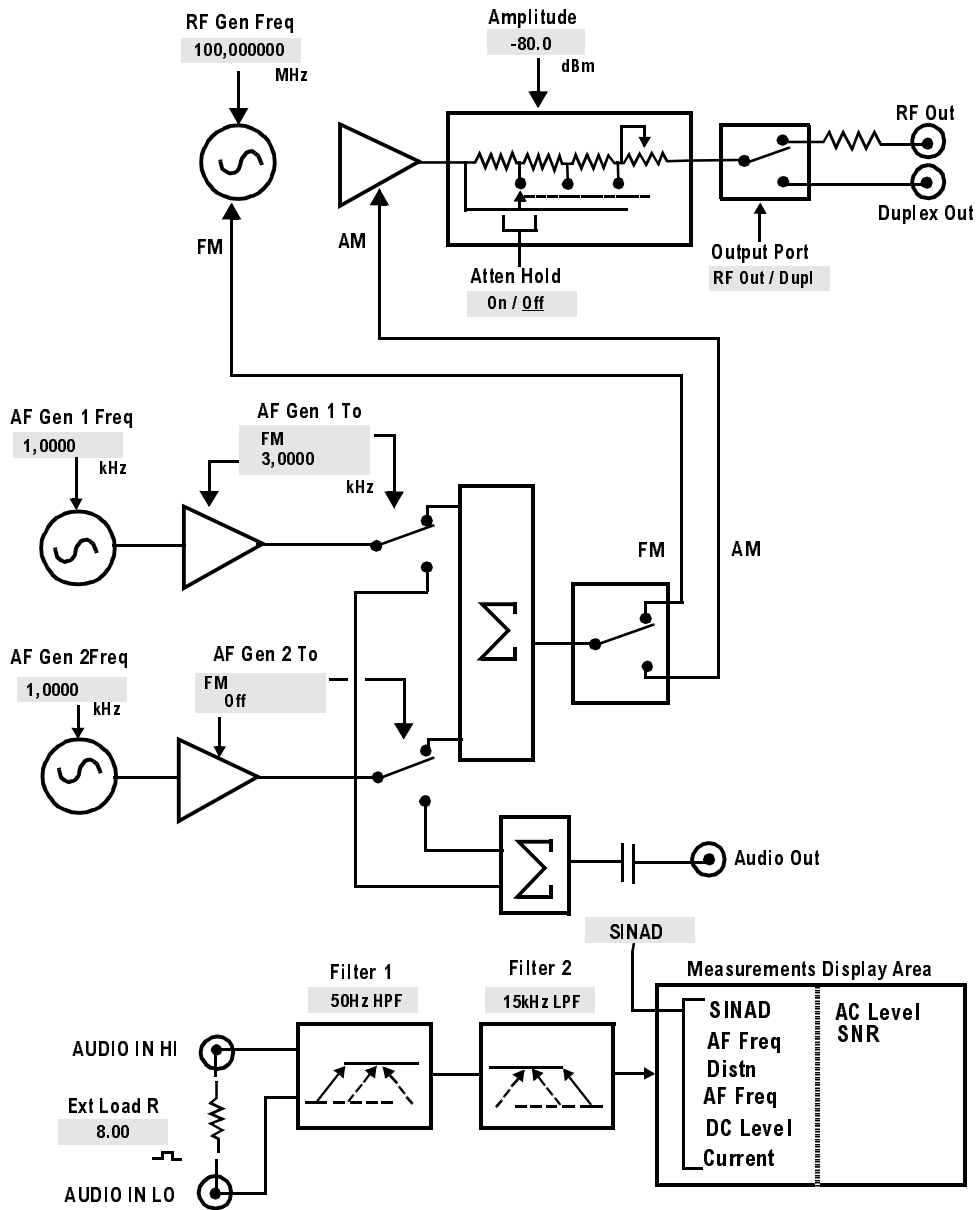 RF Gen Freq
100,000000
MHz
Amplitude
-80.0
dBm
RF Out
Duplex Out
FM
AM
Atten Hold
On / Off
Output Port
RF Out / Dupl
AF Gen 1 Freq
1,0000
kHz
AF Gen 1 To
FM
3,0000
kHz
FM
AM
Σ
AF Gen 2Freq
1,0000
kHz
AF Gen 2 To
FM
Off
Σ
Audio Out
SINAD
Filter 1
50Hz HPF
Filter 2
15kHz LPF
Measurements Display Area
SINAD
AF Freq
Distn
AF Freq
DC Level
Current
AC Level
SNR
AUDIO IN HI
Ext Load R
8.00
AUDIO IN LO